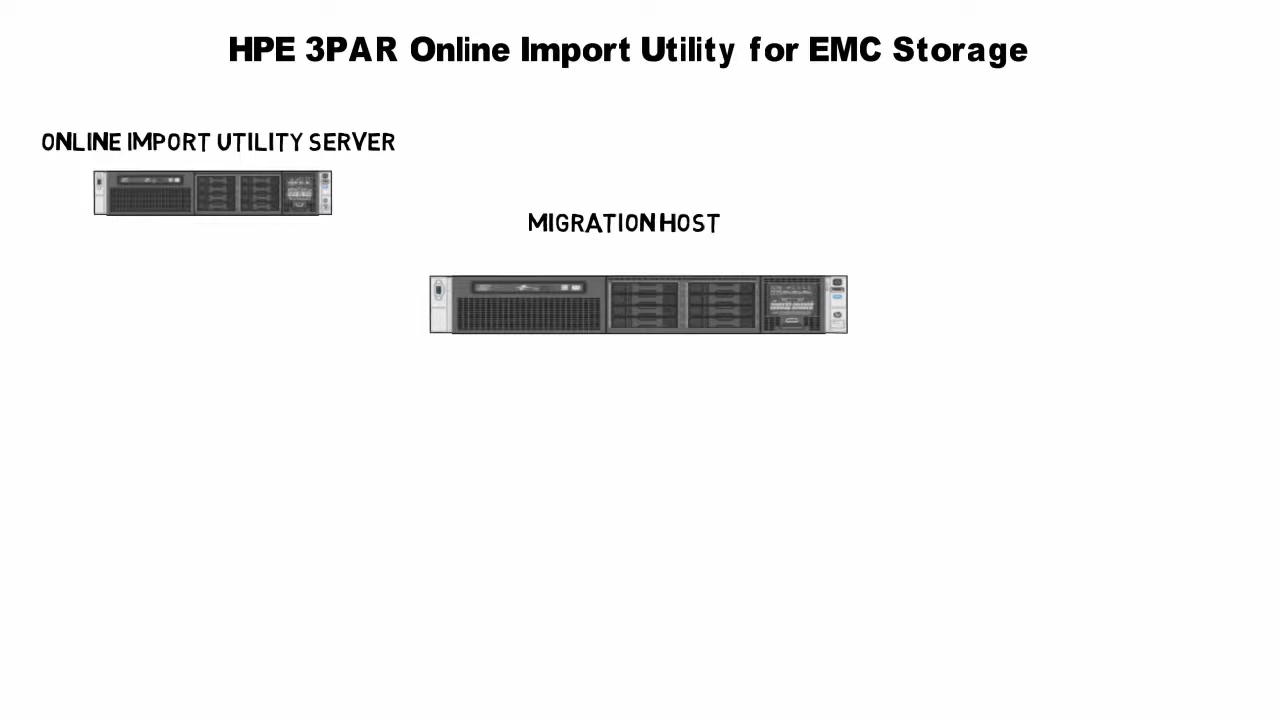 HPE 3PAR Online Import Utility for EMC Storage
ONLINE IMPORT UTILITY SERVER
MIGRATION HOST